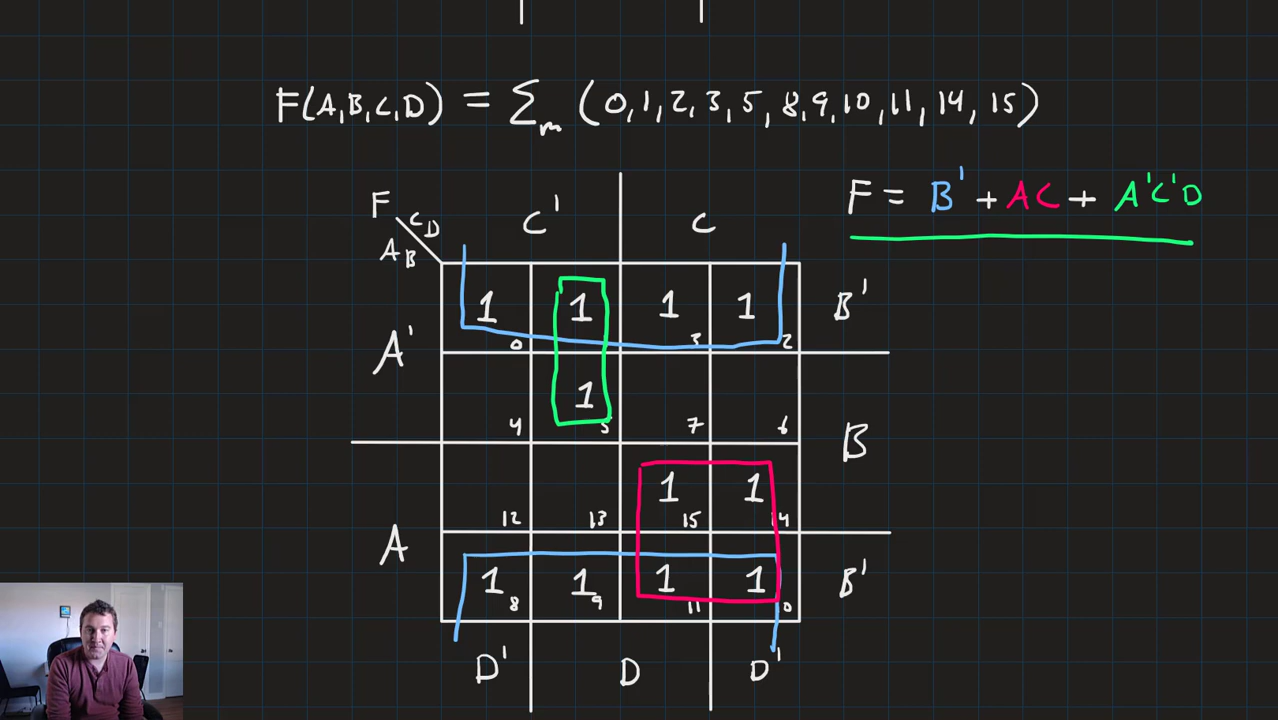 F(A,B,C,D) = Σm (0,1,2,3,5,8,9,10,11,14,15)
F = B' + AC + A'C'D
F CD
AB
C' C
A' 1 0 1 1 3 1 2 B'
4 1 5 7 6 B
12 13 1 15 1 14
A 1 8 1 9 1 11 1 0 B'
D' D D'